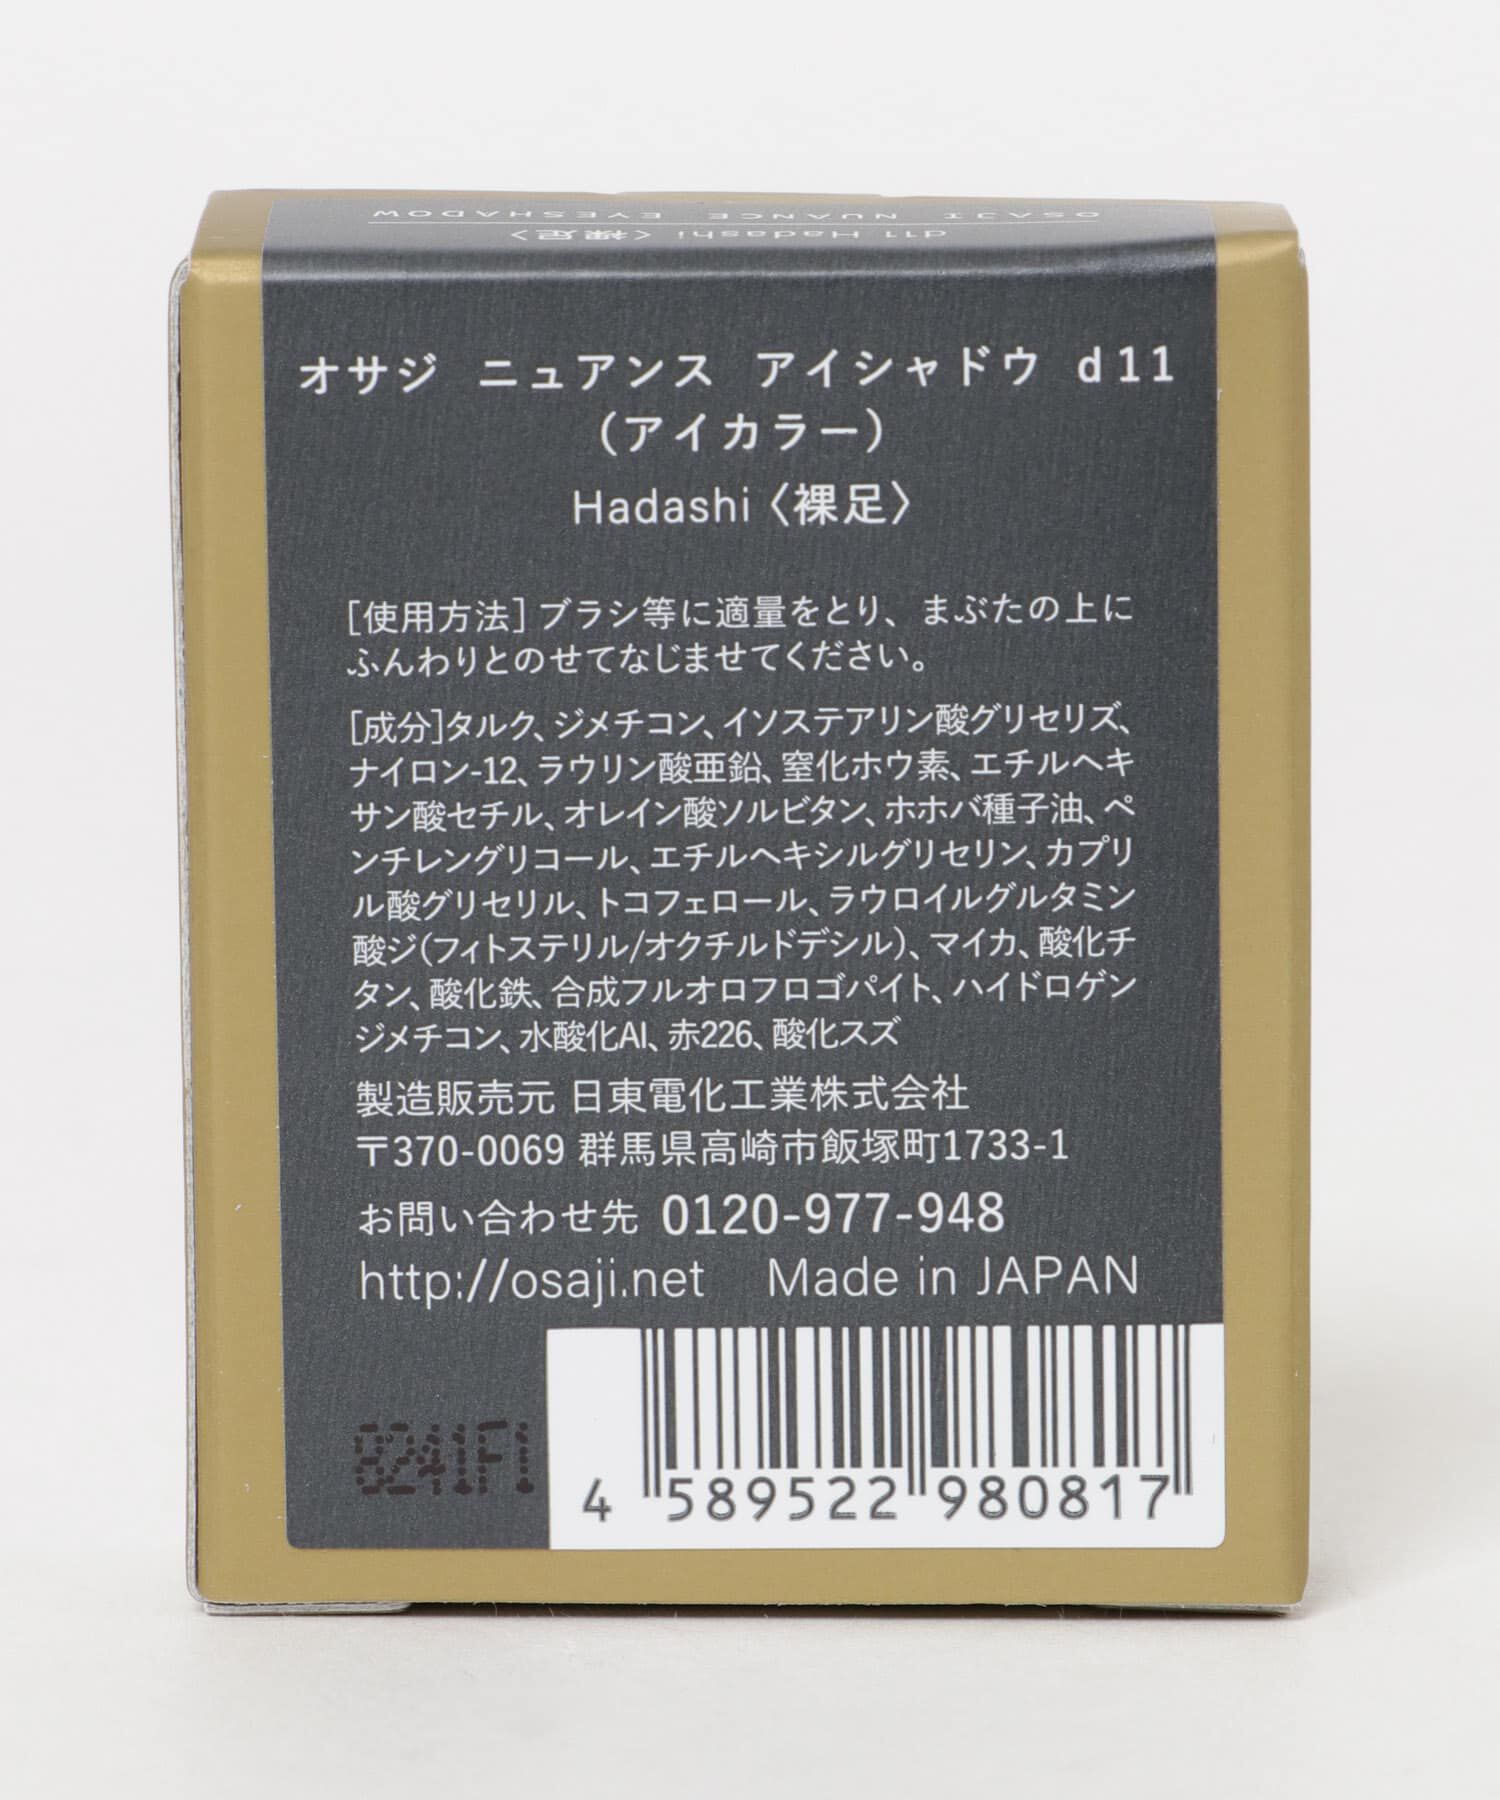 OSAJI NUANCE EYESHADOW
d11 Hadashi〈裸足〉
オサジ ニュアンス アイシャドウ d11
（アイカラー）
Hadashi〈裸足〉
［使用方法］ブラシ等に適量をとり、まぶたの上に
ふんわりとのせてなじませてください。
［成分］タルク、ジメチコン、イソステアリン酸グリセリズ、
ナイロン-12、ラウリン酸亜鉛、窒化ホウ素、エチルヘキ
サン酸セチル、オレイン酸ソルビタン、ホホバ種子油、ペ
ンチレングリコール、エチルヘキシルグリセリン、カプリ
ル酸グリセリル、トコフェロール、ラウロイルグルタミン
酸ジ（フィトステリル/オクチルドデシル）、マイカ、酸化チ
タン、酸化鉄、合成フルオロフロゴパイト、ハイドロゲン
ジメチコン、水酸化Al、赤226、酸化スズ
製造販売元 日東電化工業株式会社
〒370-0069 群馬県高崎市飯塚町1733-1
お問い合わせ先 0120-977-948
http://osaji.net Made in JAPAN
8241F1
4 589522 980817